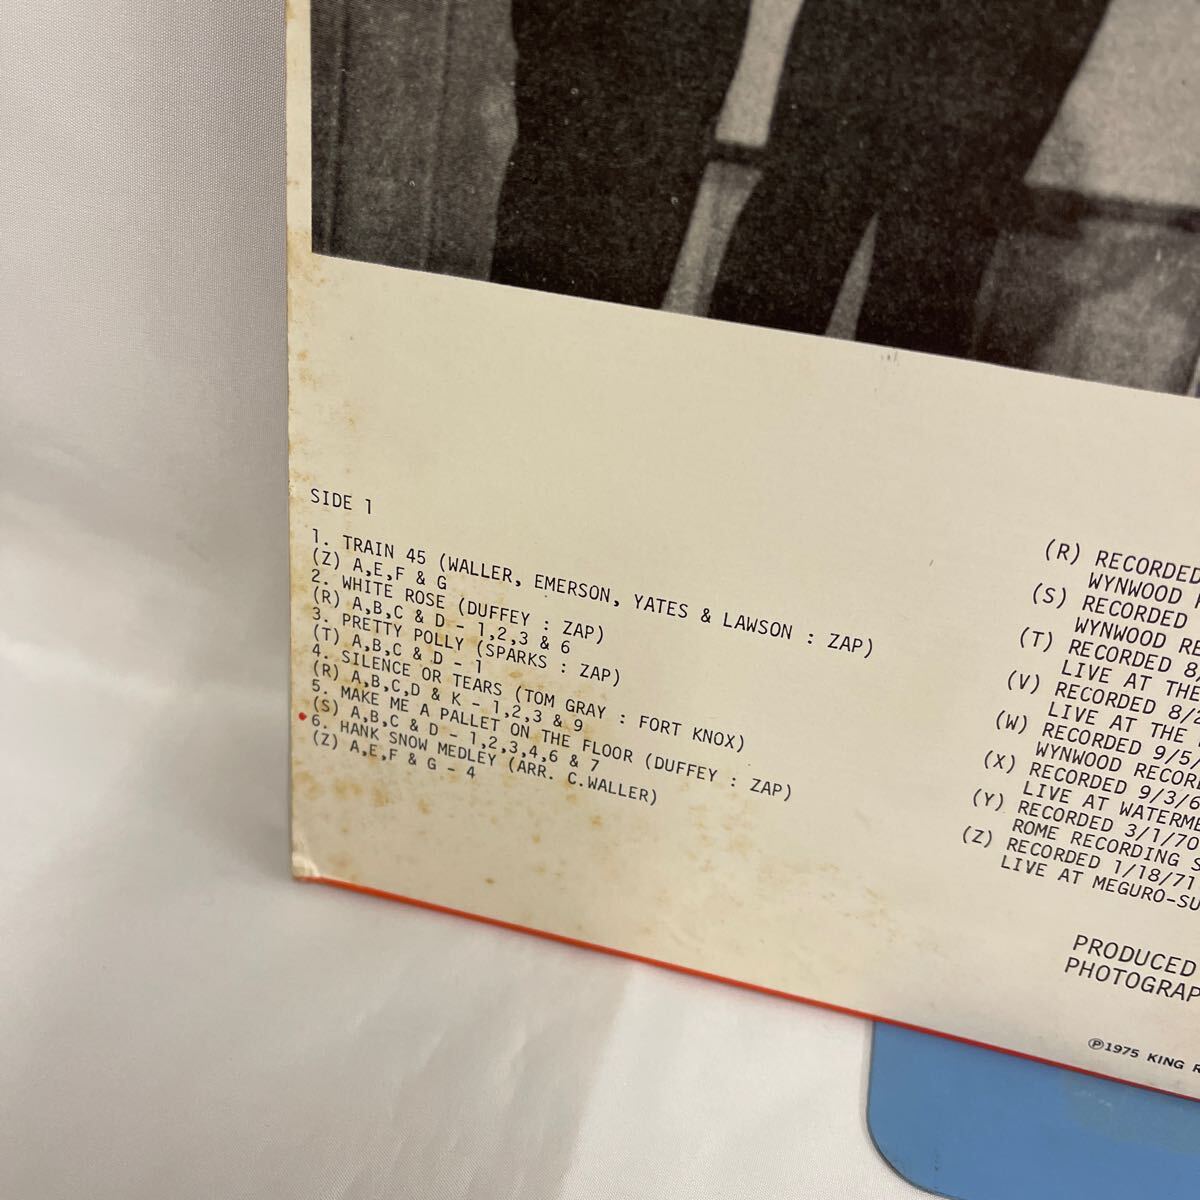 SIDE 1
1. TRAIN 45 (WALLER, EMERSON, YATES & LAWSON : ZAP)
(Z) A,E,F & G
2. WHITE ROSE (DUFFEY : ZAP)
(R) A,B,C & D - 1,2,3 & 6
3. PRETTY POLLY (SPARKS : ZAP)
(T) A,B,C & D - 1
4. SILENCE OR TEARS (TOM GRAY : FORT KNOX)
(R) A,B,C,D & K - 1,2,3 & 9
5. MAKE ME A PALLET ON THE FLOOR (DUFFEY : ZAP)
(S) A,B,C & D - 1,2,3,4,6 & 7
6. HANK SNOW MEDLEY (ARR. C.WALLER)
(Z) A,E,F & G - 4
(R) RECORDED
WYNWOOD
(S) RECORDED
WYNWOOD RE
(T) RECORDED 8/
LIVE AT THE
(V) RECORDED 8/2
LIVE AT THE
(W) RECORDED 9/5/
WYNWOOD RECOR
(X) RECORDED 9/3/6
LIVE AT WATERME
(Y) RECORDED 3/1/70
ROME RECORDING S
(Z) RECORDED 1/18/71
LIVE AT MEGURO-SU
PRODUCED
PHOTOGRAP
Ⓟ1975 KING R